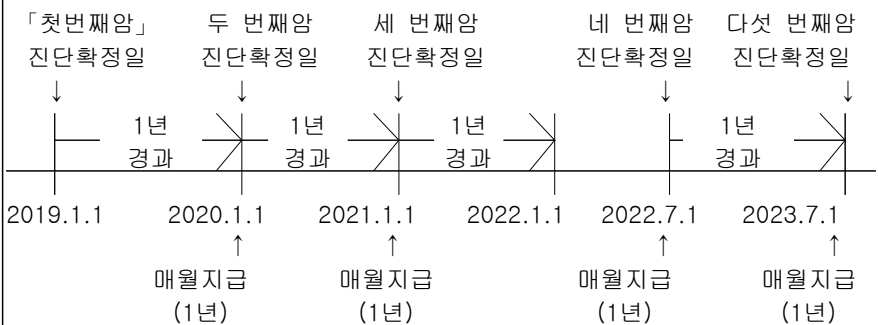 「첫번째암」 두 번째암 세 번째암 네 번째암 다섯 번째암
진단확정일 진단확정일 진단확정일 진단확정일 진단확정일
↓ ↓ ↓ ↓ ↓
1년 1년 1년 1년
경과 경과 경과 경과
2019.1.1 2020.1.1 2021.1.1 2022.1.1 2022.7.1 2023.7.1
↑ ↑ ↑ ↑
매월지급 매월지급 매월지급 매월지급
(1년) (1년) (1년) (1년)